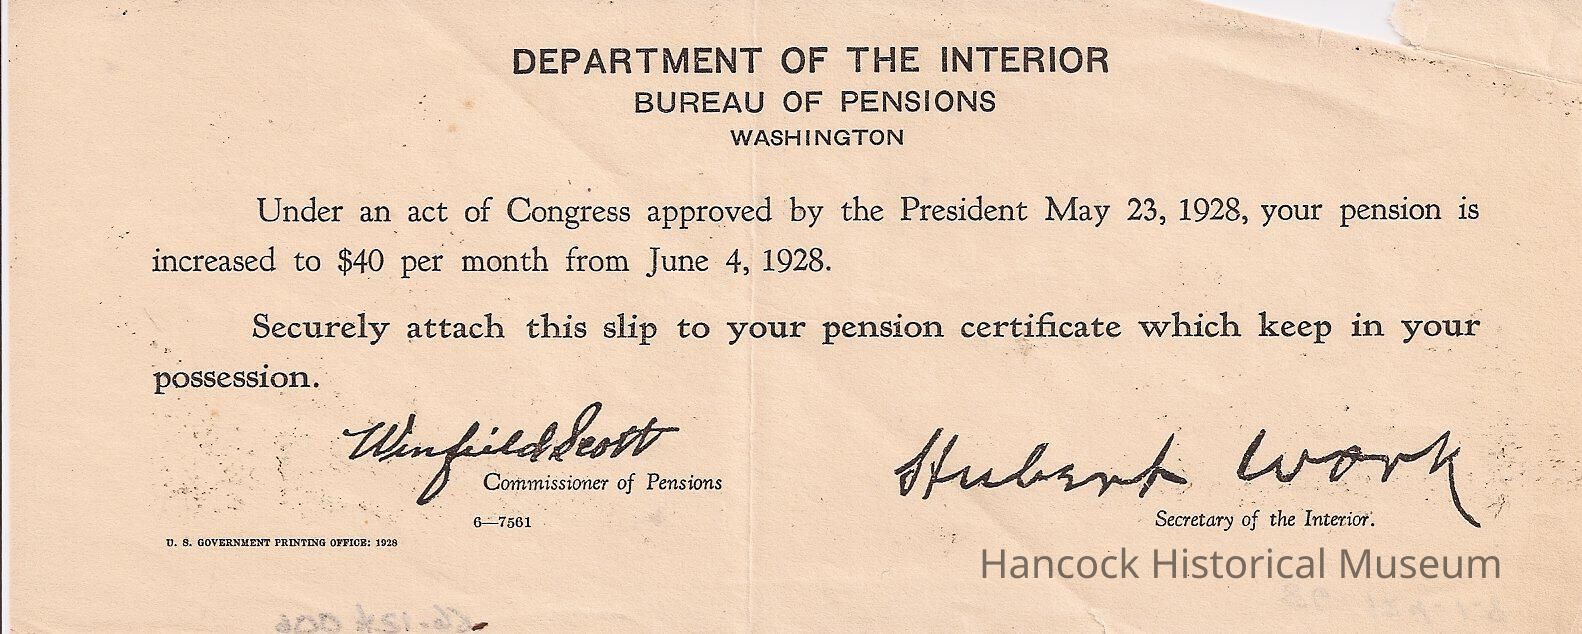 DEPARTMENT OF THE INTERIOR
BUREAU OF PENSIONS
WASHINGTON
Under an act of Congress approved by the President May 23, 1928, your pension is
increased to $40 per month from June 4, 1928.
Securely attach this slip to your pension certificate which keep in your
possession.
Winfield Scott
Commissioner of Pensions
6—7561
U. S. GOVERNMENT PRINTING OFFICE: 1928
Hubert Work
Secretary of the Interior.
Hancock Historical Museum